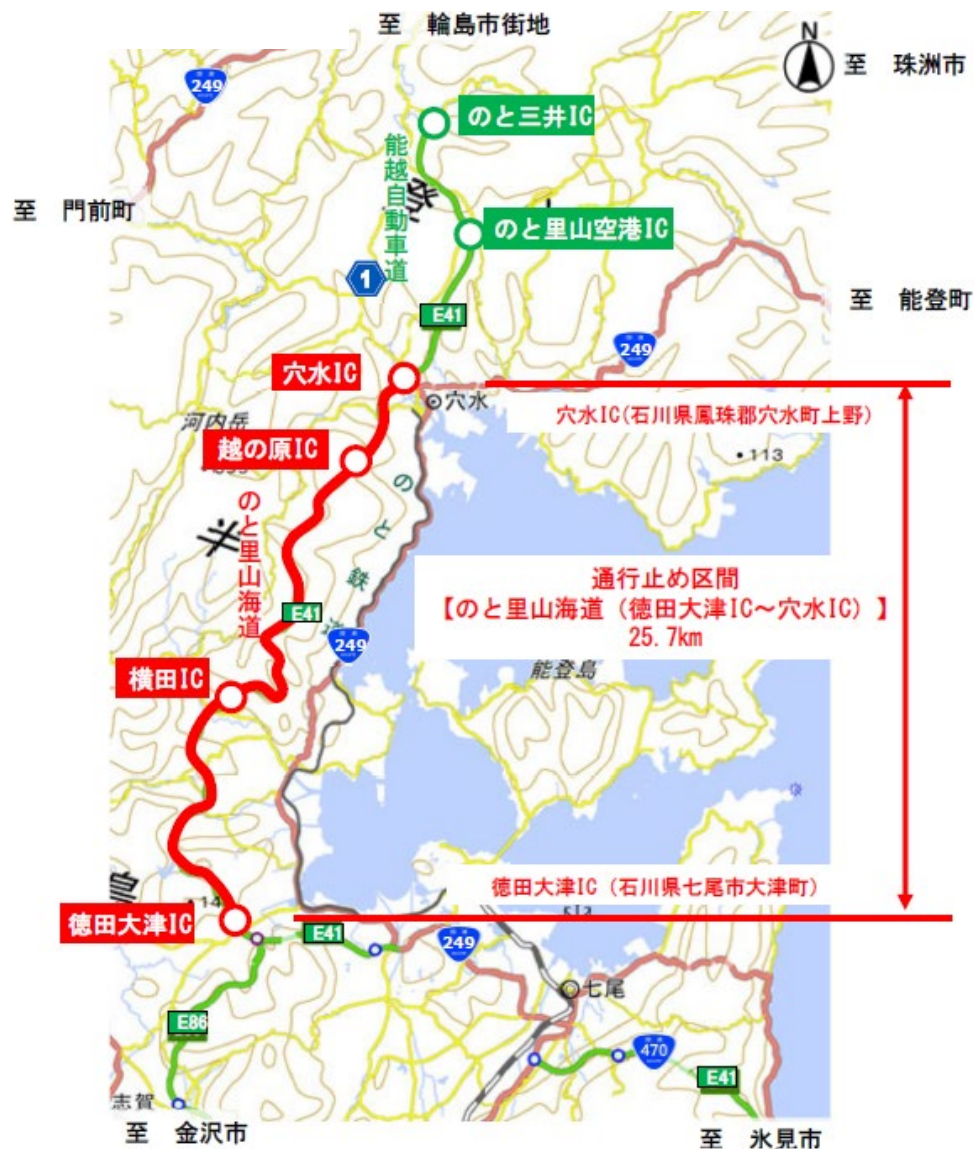 至 輪島市街地
N
至 珠洲市
249
のと三井IC
能越自動車道
至 門前町
のと里山空港IC
1
至 能登町
E41
249
穴水IC
穴水
穴水IC(石川県鳳珠郡穴水町上野)
河内岳
越の原IC
・113
のと里山海道
のと鉄道
半
通行止め区間
【のと里山海道（徳田大津IC～穴水IC）】
25.7km
E41
249
能登島
横田IC
徳田大津IC（石川県七尾市大津町）
島
徳田大津IC
E41
249
七尾
E86
470
E41
志賀
至 金沢市
至 氷見市